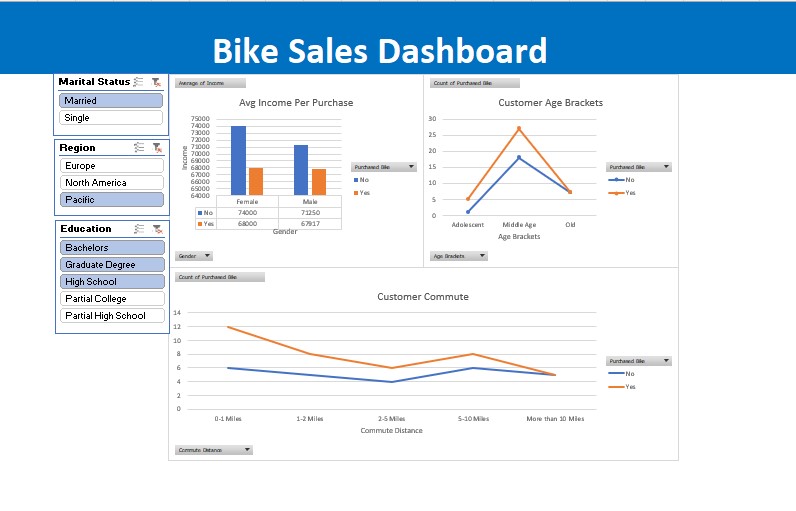 Bike Sales Dashboard
Marital Status
Married
Single
Region
Europe
North America
Pacific
Education
Bachelors
Graduate Degree
High School
Partial College
Partial High School
Average of Income
Avg Income Per Purchase
75000
74000
73000
72000
71000
70000
69000
68000
67000
66000
65000
64000
Income
Female Male
No 74000 71250
Yes 68000 67917
Gender
Purchased Bike
No
Yes
Gender
Count of Purchased Bike
Customer Age Brackets
30
25
20
15
10
5
0
Adolescent Middle Age Old
Age Brackets
Purchased Bike
No
Yes
Age Brackets
Count of Purchased Bike
Customer Commute
14
12
10
8
6
4
2
0
0-1 Miles 1-2 Miles 2-5 Miles 5-10 Miles More than 10 Miles
Commute Distance
Purchased Bike
No
Yes
Commute Distance